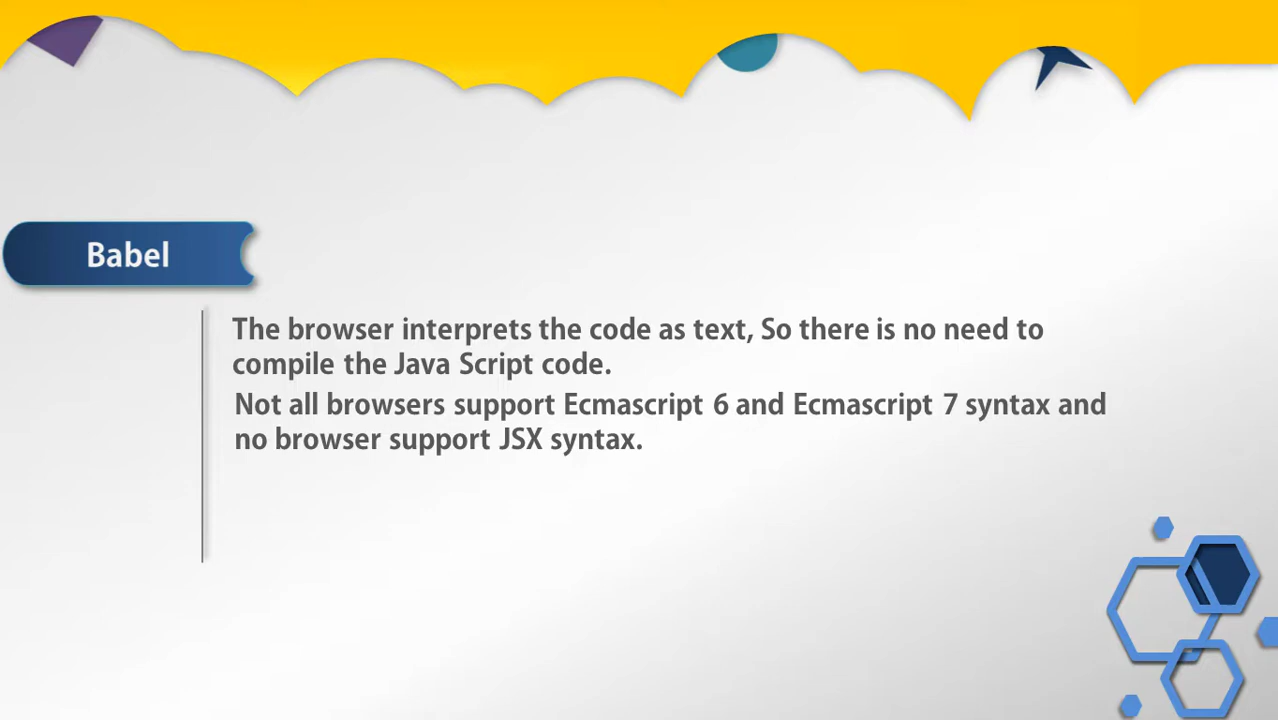 Babel
The browser interprets the code as text, So there is no need to
compile the Java Script code.
Not all browsers support Ecmascript 6 and Ecmascript 7 syntax and
no browser support JSX syntax.